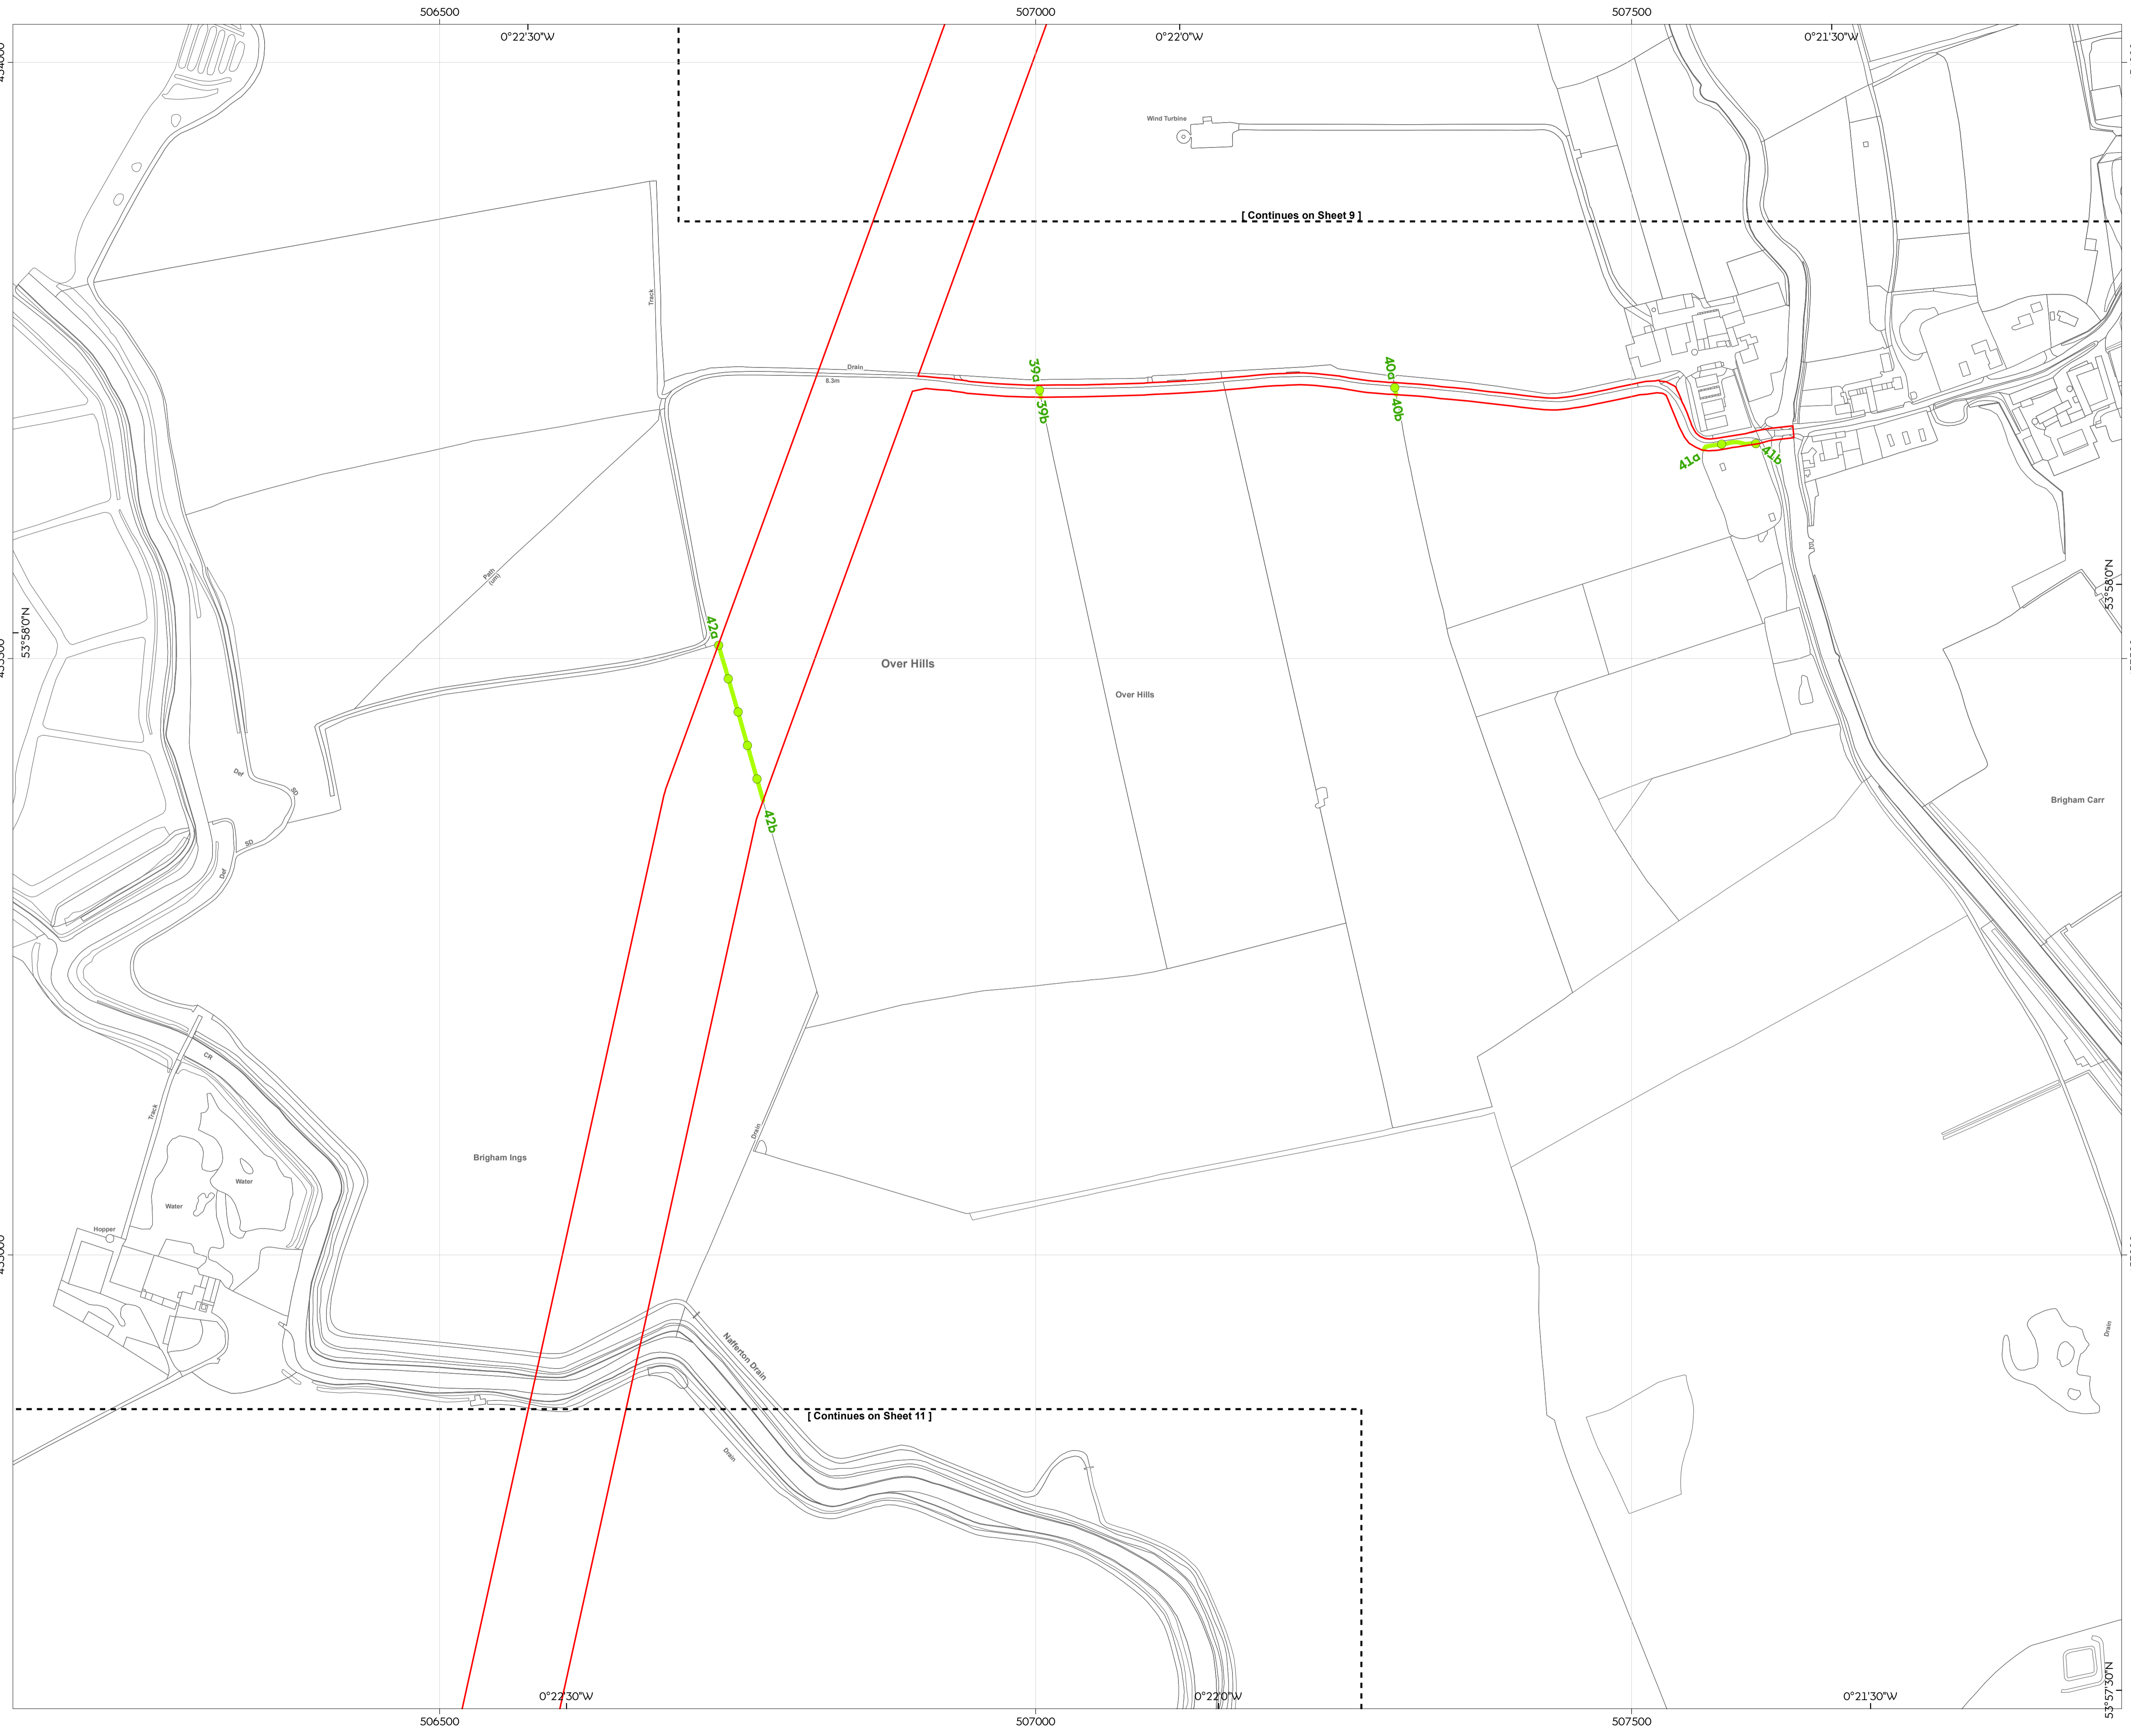 506500
507000
507500
0°22'30"W
0°22'0"W
0°21'30"W
Wind Turbine
[ Continues on Sheet 9 ]
Track
Drain
8.3m
39a
39b
40a
40b
41a
41b
Path
(um)
53°58'0"N
53°58'0"N
42a
42b
Over Hills
Over Hills
Def
SD
SD
Def
Brigham Carr
CR
Track
Drain
Brigham Ings
Water
Water
Hopper
Nafferton Drain
Drain
[ Continues on Sheet 11 ]
Drain
53°57'30"N
0°22'30"W
0°22'0"W
0°21'30"W
506500
507000
507500